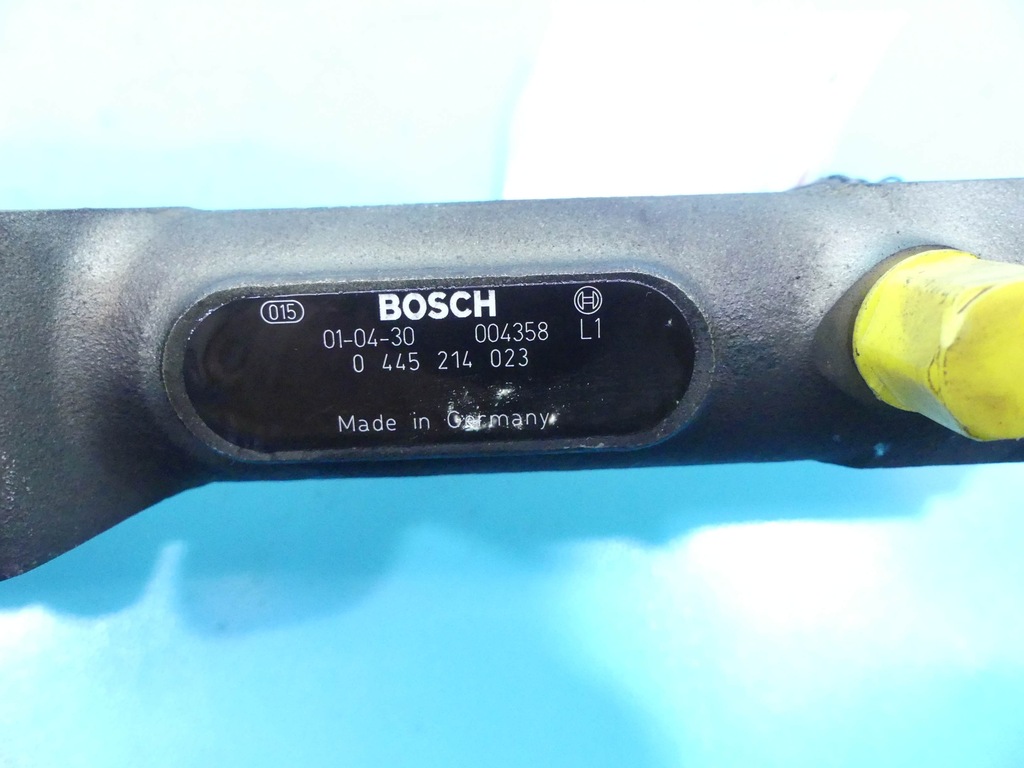 015 BOSCH
01-04-30 004358 L1
0 445 214 023
Made in Germany